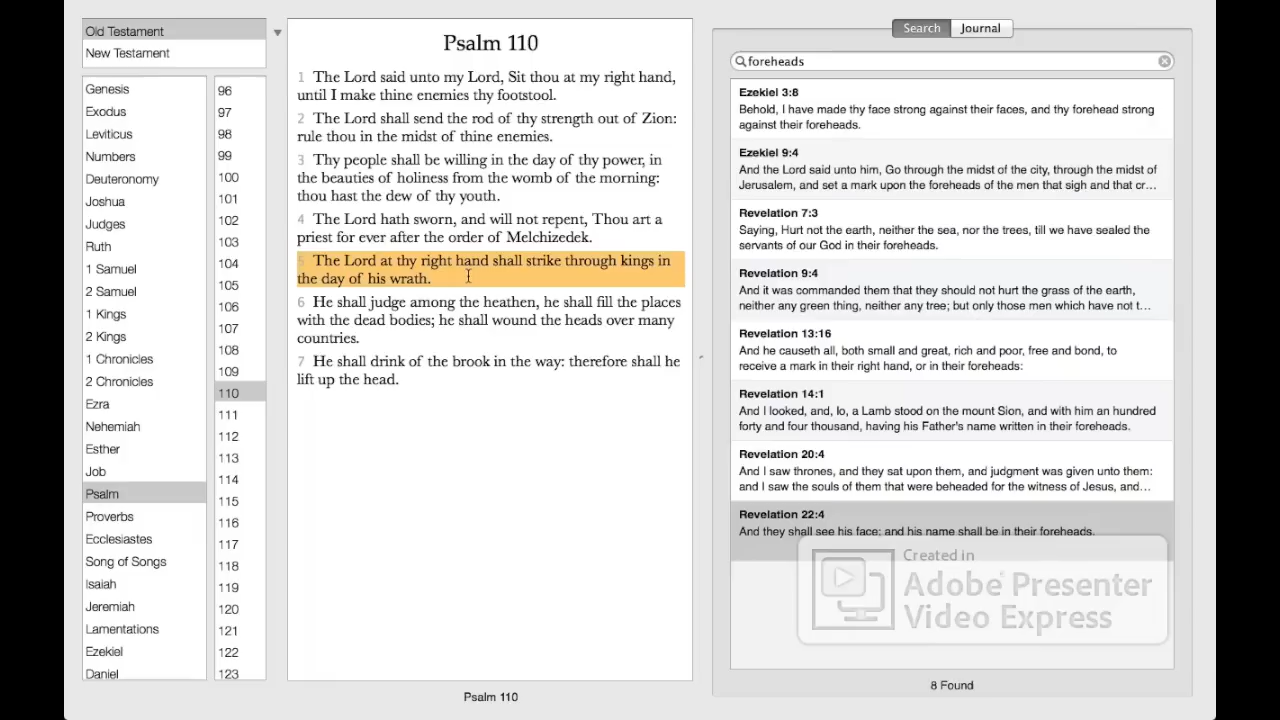 Old Testament
New Testament
Genesis
Exodus
Leviticus
Numbers
Deuteronomy
Joshua
Judges
Ruth
1 Samuel
2 Samuel
1 Kings
2 Kings
1 Chronicles
2 Chronicles
Ezra
Nehemiah
Esther
Job
Psalm
Proverbs
Ecclesiastes
Song of Songs
Isaiah
Jeremiah
Lamentations
Ezekiel
Daniel
96
97
98
99
100
101
102
103
104
105
106
107
108
109
110
111
112
113
114
115
116
117
118
119
120
121
122
123
Psalm 110
1 The Lord said unto my Lord, Sit thou at my right hand,
until I make thine enemies thy footstool.
2 The Lord shall send the rod of thy strength out of Zion:
rule thou in the midst of thine enemies.
3 Thy people shall be willing in the day of thy power, in
the beauties of holiness from the womb of the morning:
thou hast the dew of thy youth.
4 The Lord hath sworn, and will not repent, Thou art a
priest for ever after the order of Melchizedek.
5 The Lord at thy right hand shall strike through kings in
the day of his wrath.
6 He shall judge among the heathen, he shall fill the places
with the dead bodies; he shall wound the heads over many
countries.
7 He shall drink of the brook in the way: therefore shall he
lift up the head.
Psalm 110
Search Journal
foreheads
Ezekiel 3:8
Behold, I have made thy face strong against their faces, and thy forehead strong
against their foreheads.
Ezekiel 9:4
And the Lord said unto him, Go through the midst of the city, through the midst of
Jerusalem, and set a mark upon the foreheads of the men that sigh and that cr...
Revelation 7:3
Saying, Hurt not the earth, neither the sea, nor the trees, till we have sealed the
servants of our God in their foreheads.
Revelation 9:4
And it was commanded them that they should not hurt the grass of the earth,
neither any green thing, neither any tree; but only those men which have not t...
Revelation 13:16
And he causeth all, both small and great, rich and poor, free and bond, to
receive a mark in their right hand, or in their foreheads:
Revelation 14:1
And I looked, and, lo, a Lamb stood on the mount Sion, and with him an hundred
forty and four thousand, having his Father's name written in their foreheads.
Revelation 20:4
And I saw thrones, and they sat upon them, and judgment was given unto them:
and I saw the souls of them that were beheaded for the witness of Jesus, and...
Revelation 22:4
And they shall see his face; and his name shall be in their foreheads.
Created in
Adobe Presenter
Video Express
8 Found